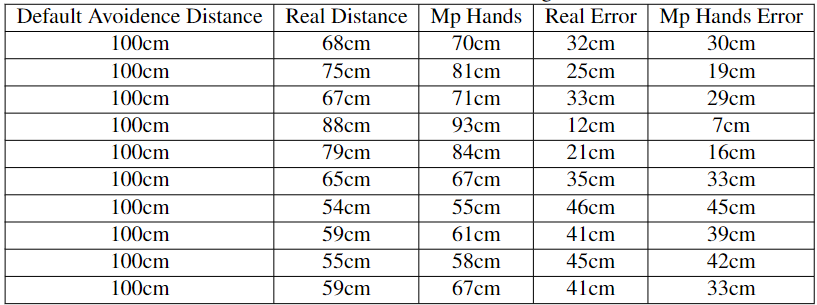 Default Avoidence Distance Real Distance Mp Hands Real Error Mp Hands Error
100cm 68cm 70cm 32cm 30cm
100cm 75cm 81cm 25cm 19cm
100cm 67cm 71cm 33cm 29cm
100cm 88cm 93cm 12cm 7cm
100cm 79cm 84cm 21cm 16cm
100cm 65cm 67cm 35cm 33cm
100cm 54cm 55cm 46cm 45cm
100cm 59cm 61cm 41cm 39cm
100cm 55cm 58cm 45cm 42cm
100cm 59cm 67cm 41cm 33cm